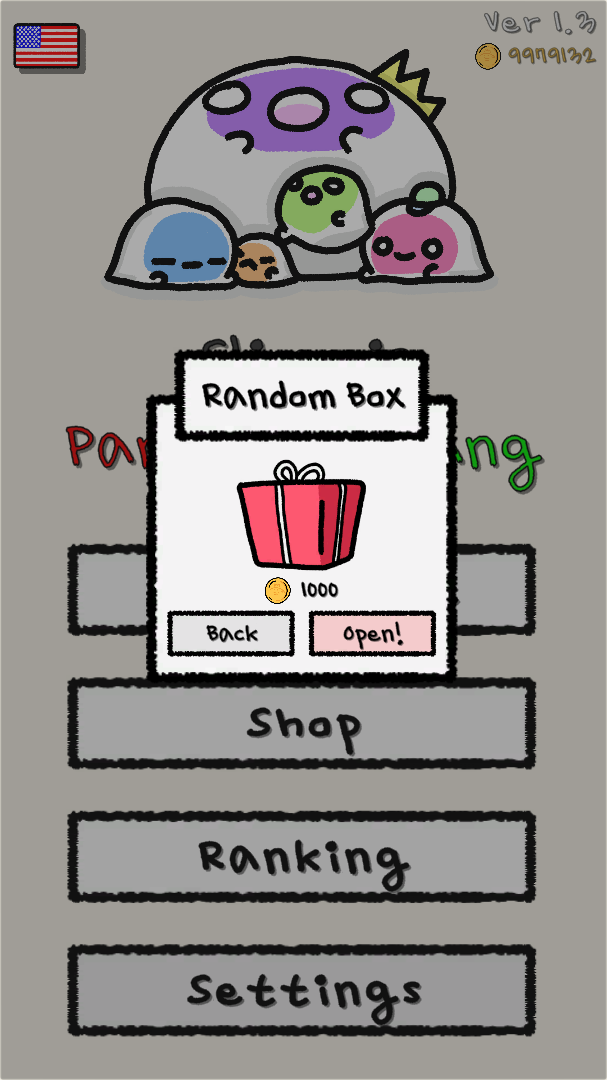 Ver 1.3
9979132
Random Box
1000
Back
Open!
Shop
Ranking
Settings